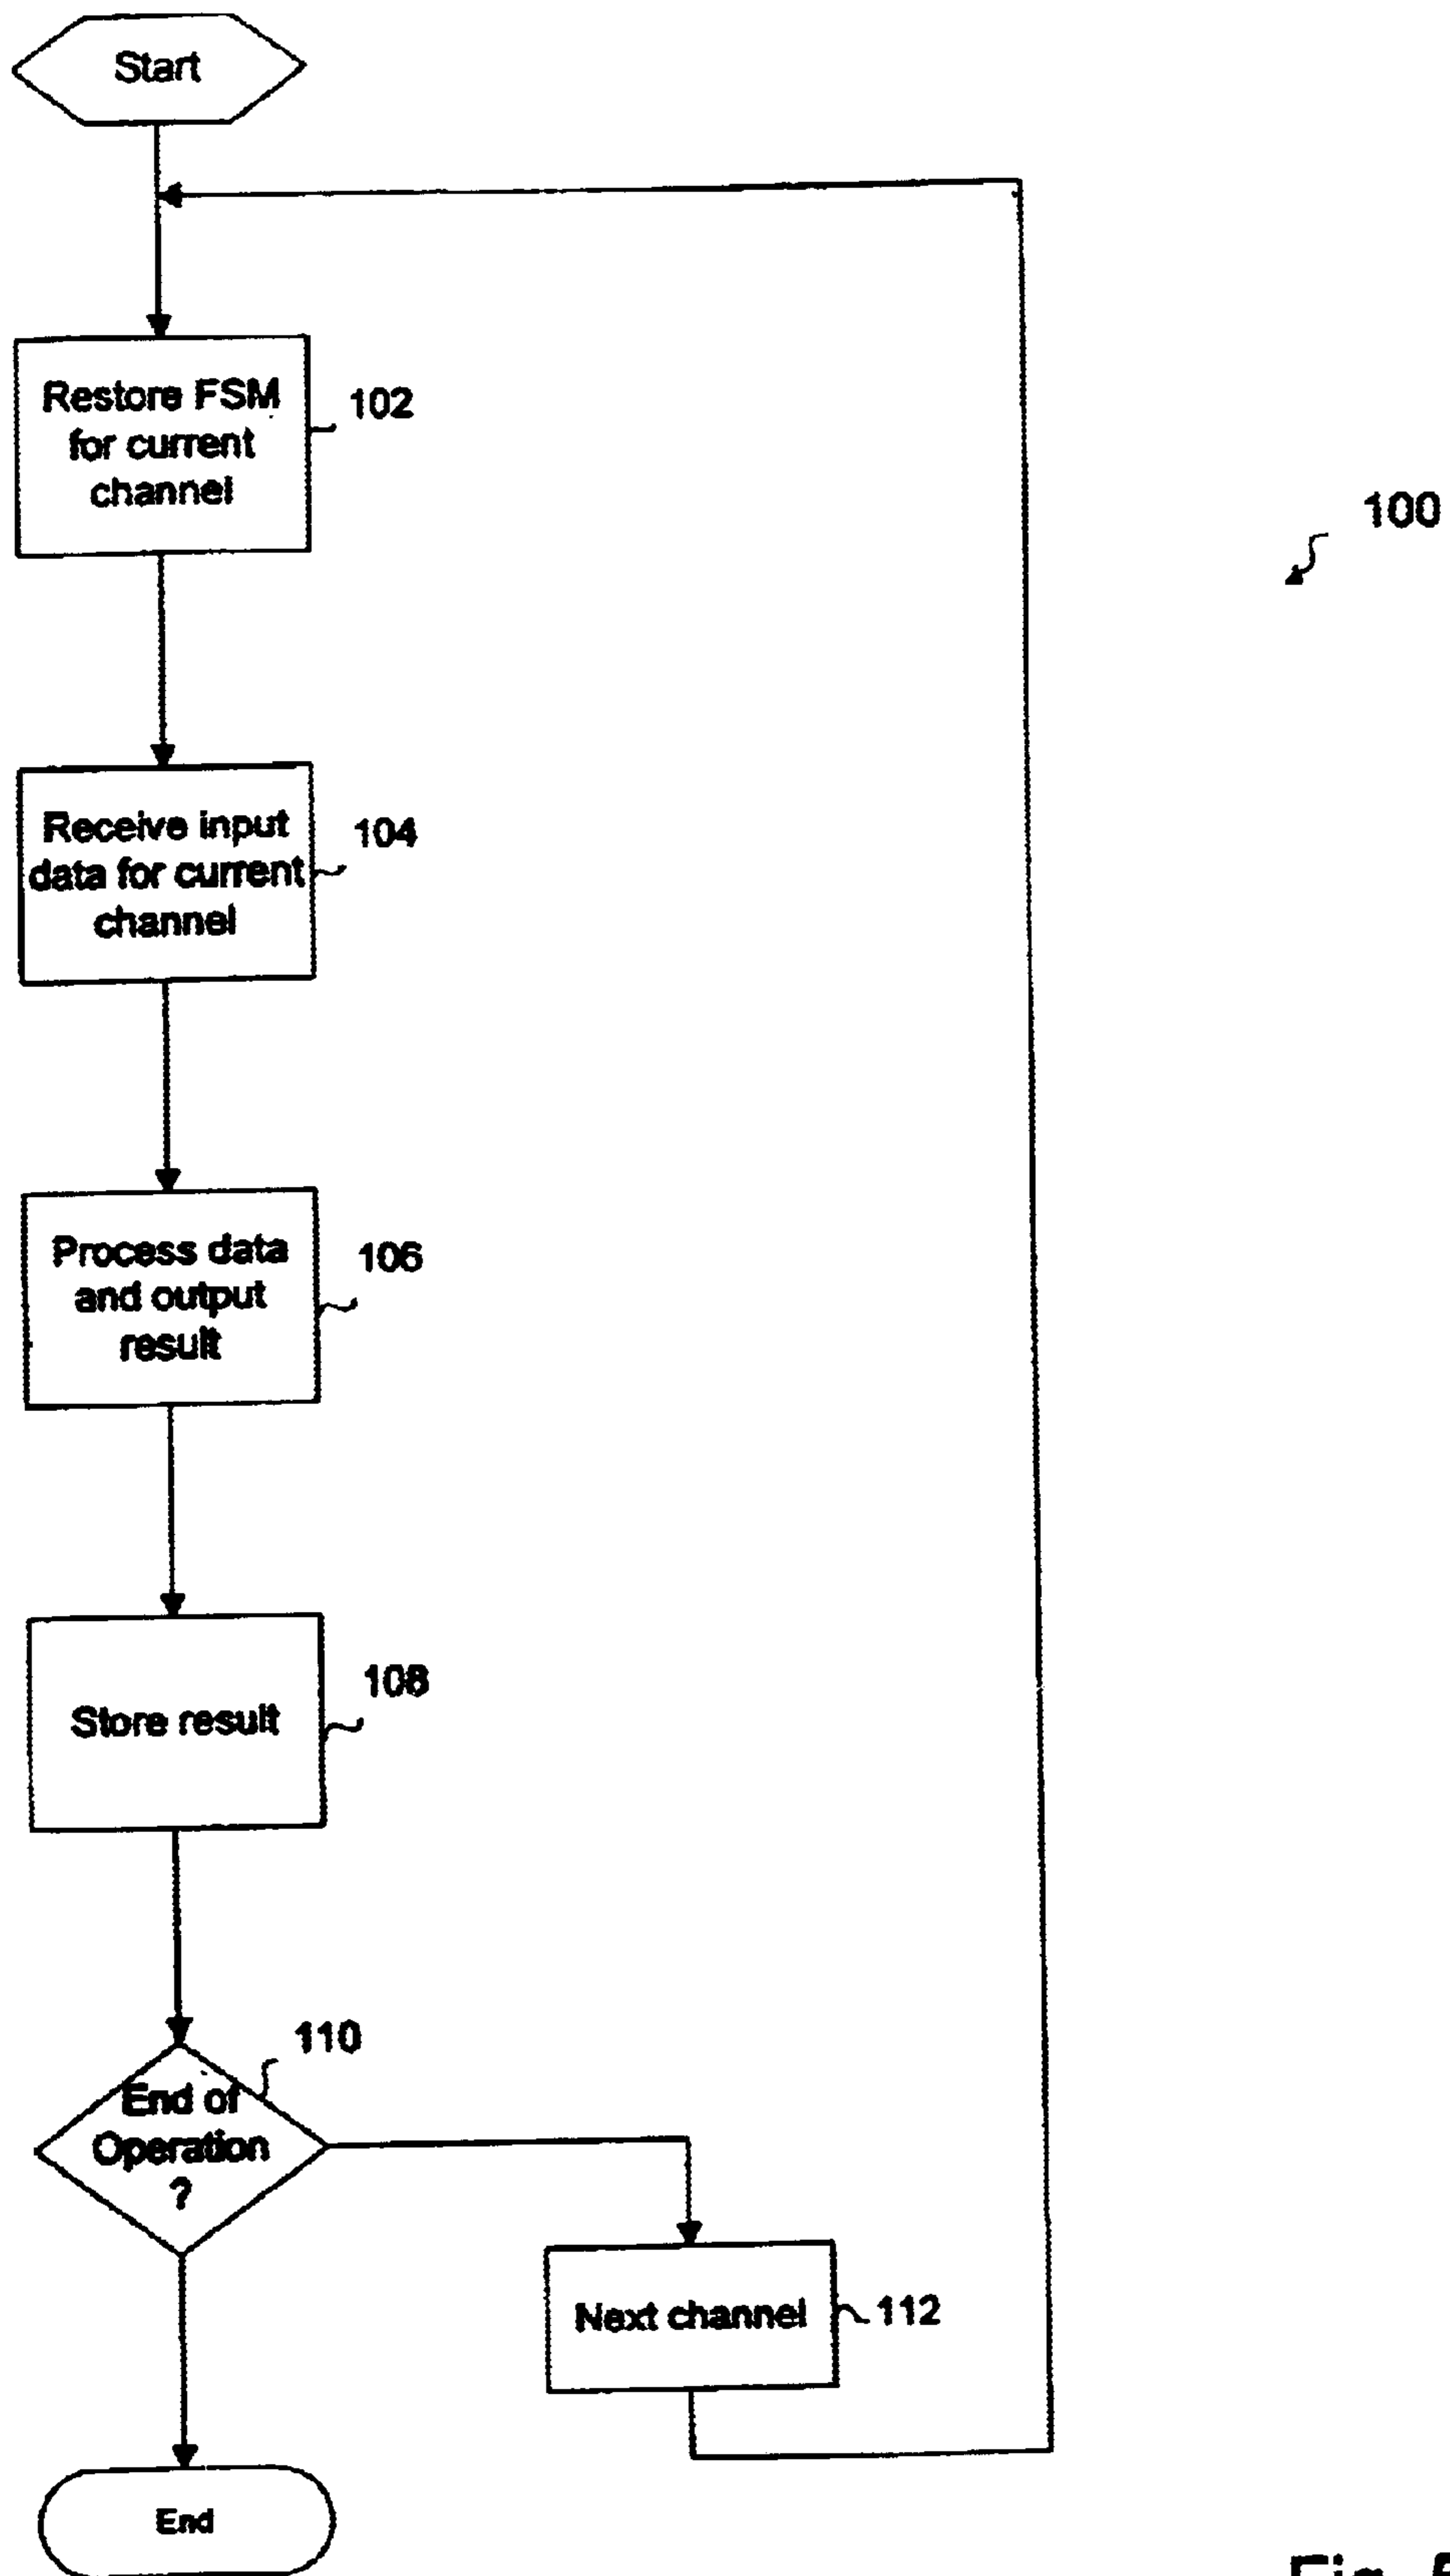 Start
Restore FSM
for current
channel
102
100
Receive input
data for current
channel
104
Process data
and output
result
106
Store result
108
110
End of
Operation
?
Next channel
112
End